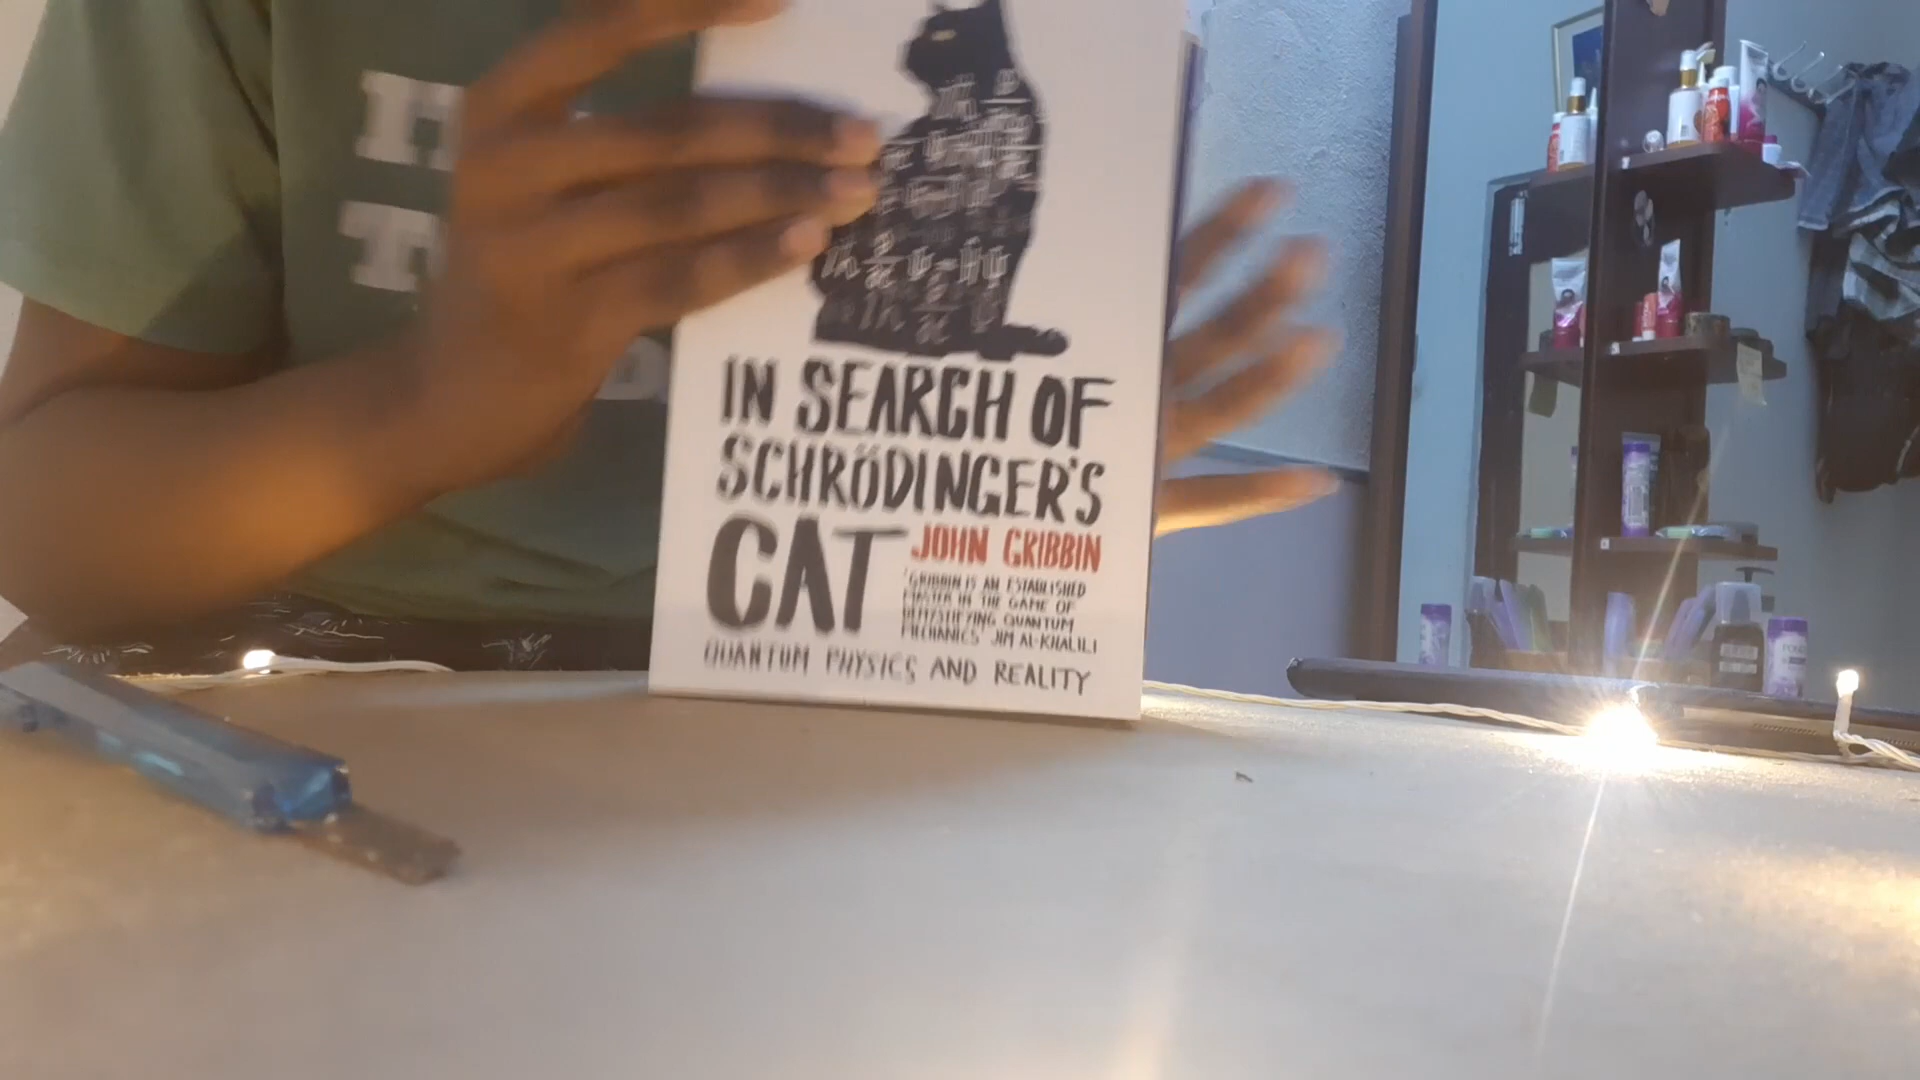 IN SEARCH OF
SCHRÖDINGER'S
CAT
JOHN GRIBBIN
'GRIBBIN IS AN ESTABLISHED
MASTER IN THE GAME OF
DEMYSTIFYING QUANTUM
MECHANICS' JIM AL-KHALILI
QUANTUM PHYSICS AND REALITY